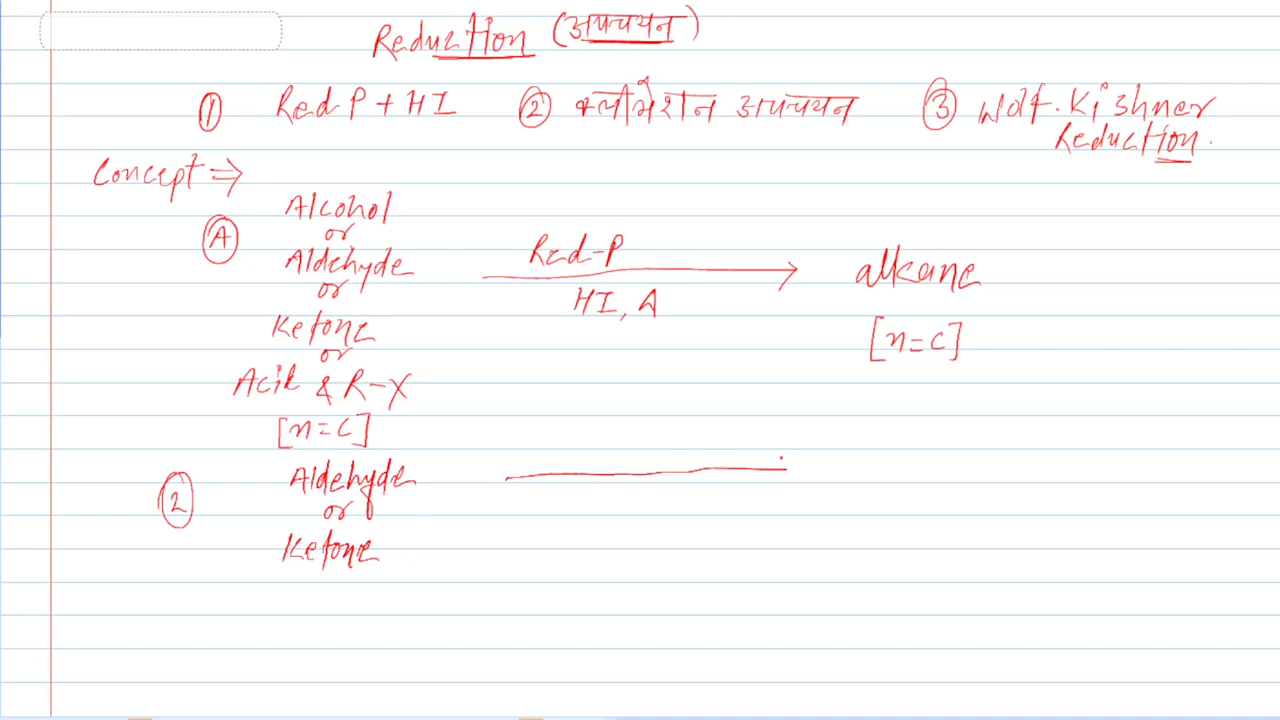 Reduction (अपचयन)
① Red P + HI ② क्लीमेंशन अपचयन ③ Wolf. Kishner Reduction.
Concept ⇒
Ⓐ Alcohol
or
Aldehyde
or
Ketone
or
Acid & R-X
[n=c]
Red-P
HI, Δ
alkane
[n=c]
② Aldehyde
or
Ketone